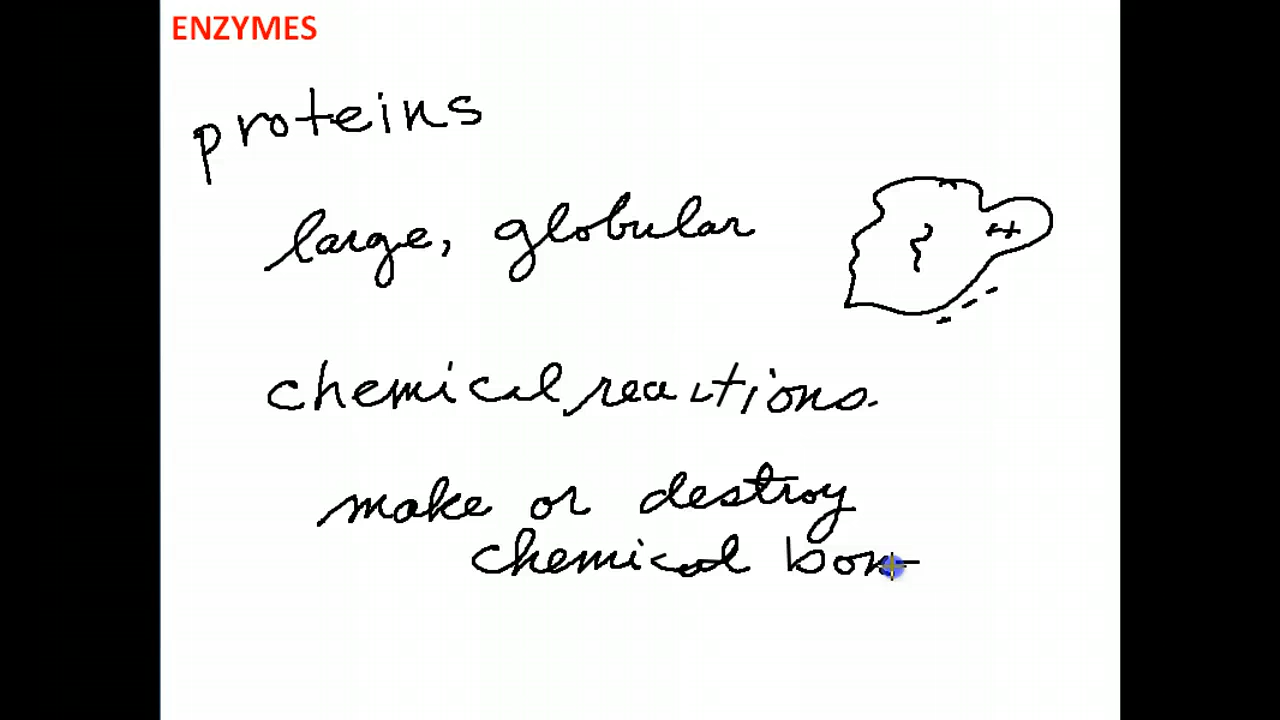 ENZYMES
proteins
large, globular
++
chemical reactions.
make or destroy
chemical bon